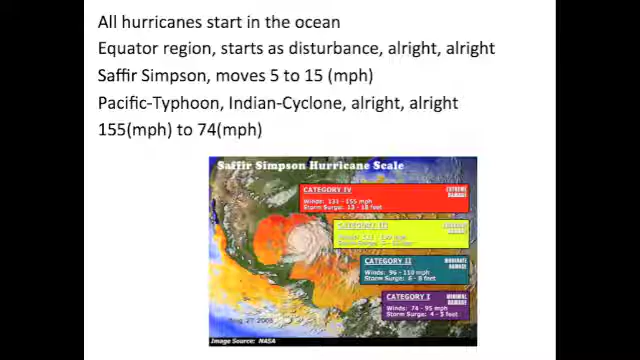 All hurricanes start in the ocean
Equator region, starts as disturbance, alright, alright
Saffir Simpson, moves 5 to 15 (mph)
Pacific-Typhoon, Indian-Cyclone, alright, alright
155(mph) to 74(mph)
Saffir Simpson Hurricane Scale
CATEGORY IV EXTREME DAMAGE
Winds: 131 - 155 mph
Storm Surge: 13 - 18 feet
CATEGORY III
CATEGORY II MODERATE DAMAGE
Winds: 96 - 110 mph
Storm Surge: 6 - 8 feet
CATEGORY I MINIMAL DAMAGE
Winds: 74 - 95 mph
Storm Surge: 4 - 5 feet
Image Source: NASA